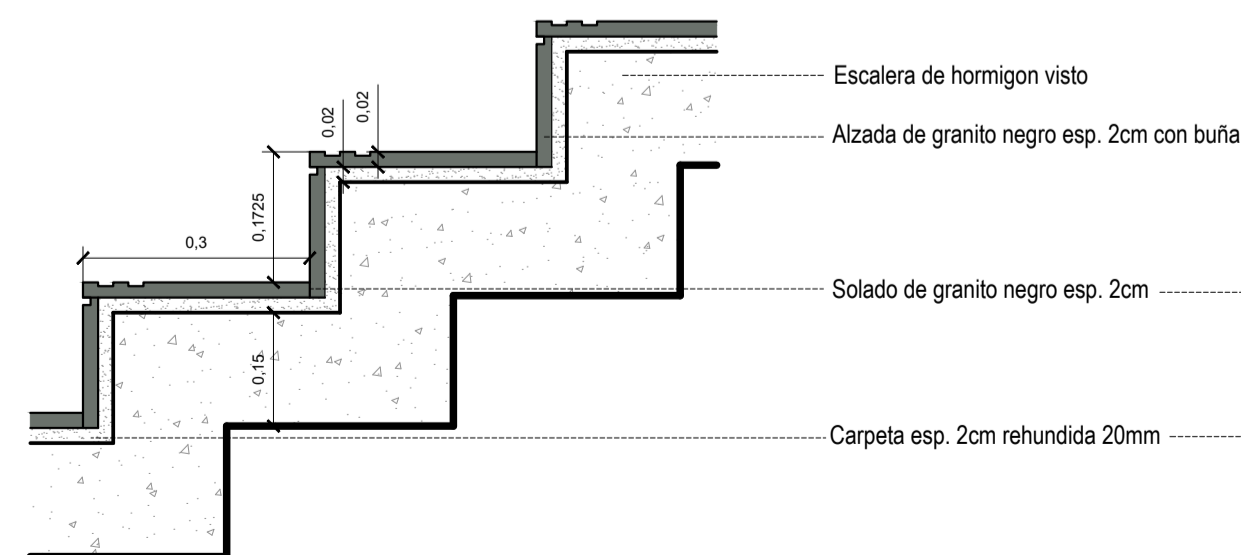 Escalera de hormigon visto
0,02
0,02
Alzada de granito negro esp. 2cm con buña
0,1725
0,3
Solado de granito negro esp. 2cm
0,15
Carpeta esp. 2cm rehundida 20mm